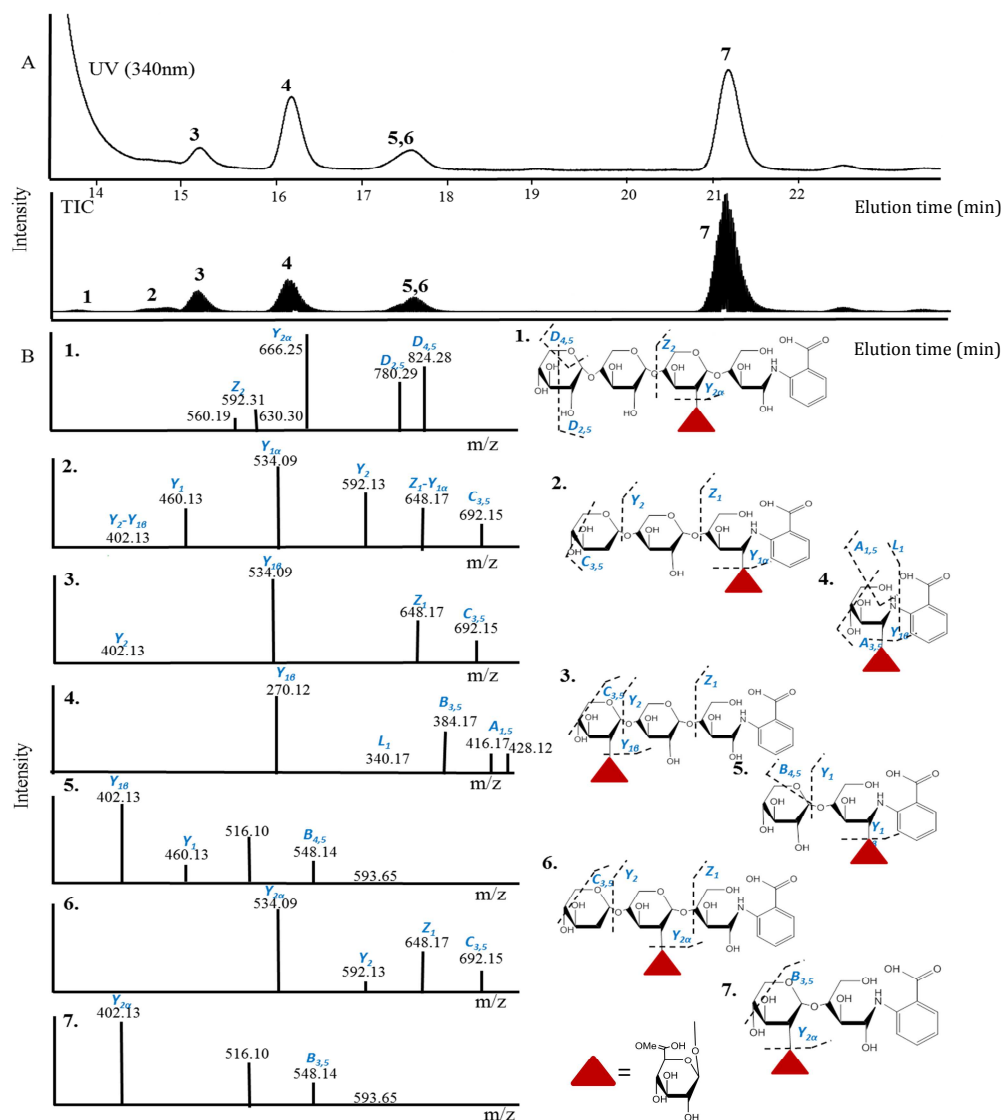 A
UV (340nm)
3
4
5,6
7
14 15 16 17 18 19 20 21 22
Elution time (min)
Intensity
TIC
1
2
3
4
5,6
7
Elution time (min)
B
1.
560.19
Z2
592.31
630.30
Y2α
666.25
D2,5
780.29
D4,5
824.28
m/z
2.
Y2-Y1β
402.13
Y1
460.13
Y1α
534.09
Y2
592.13
Z1-Y1α
648.17
C3,5
692.15
m/z
3.
Y2
402.13
Y1β
534.09
Z1
648.17
C3,5
692.15
m/z
4.
Y1β
270.12
L1
340.17
B3,5
384.17
A1,5
416.17
428.12
m/z
Intensity
5.
Y1β
402.13
Y1
460.13
516.10
B4,5
548.14
593.65
m/z
6.
Y2α
534.09
Y2
592.13
Z1
648.17
C3,5
692.15
m/z
7.
Y2α
402.13
516.10
B3,5
548.14
593.65
m/z
1.
D4,5
Z2
Y2α
D2,5
2.
Y2
Z1
C3,5
Y1α
4.
A1,5
L1
A3,5
Y1β
3.
C3,5
Y2
Z1
Y1β
5.
B4,5
Y1
Y1
6.
C3,5
Y2
Z1
Y2α
7.
B3,5
Y2α
=
OMe
OH
O
HO
OH
OH